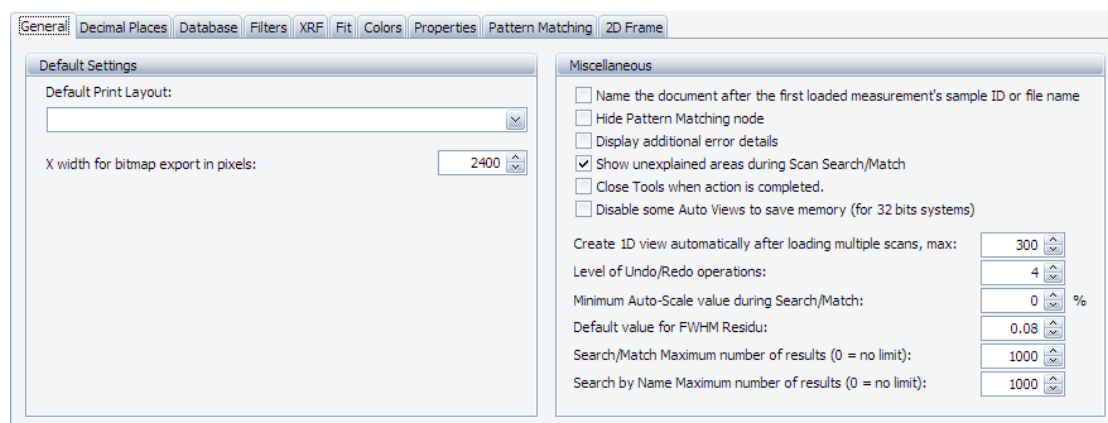 General Decimal Places Database Filters XRF Fit Colors Properties Pattern Matching 2D Frame
Default Settings
Default Print Layout:
X width for bitmap export in pixels: 2400
Miscellaneous
Name the document after the first loaded measurement's sample ID or file name
Hide Pattern Matching node
Display additional error details
Show unexplained areas during Scan Search/Match
Close Tools when action is completed.
Disable some Auto Views to save memory (for 32 bits systems)
Create 1D view automatically after loading multiple scans, max: 300
Level of Undo/Redo operations: 4
Minimum Auto-Scale value during Search/Match: 0 %
Default value for FWHM Residu: 0.08
Search/Match Maximum number of results (0 = no limit): 1000
Search by Name Maximum number of results (0 = no limit): 1000